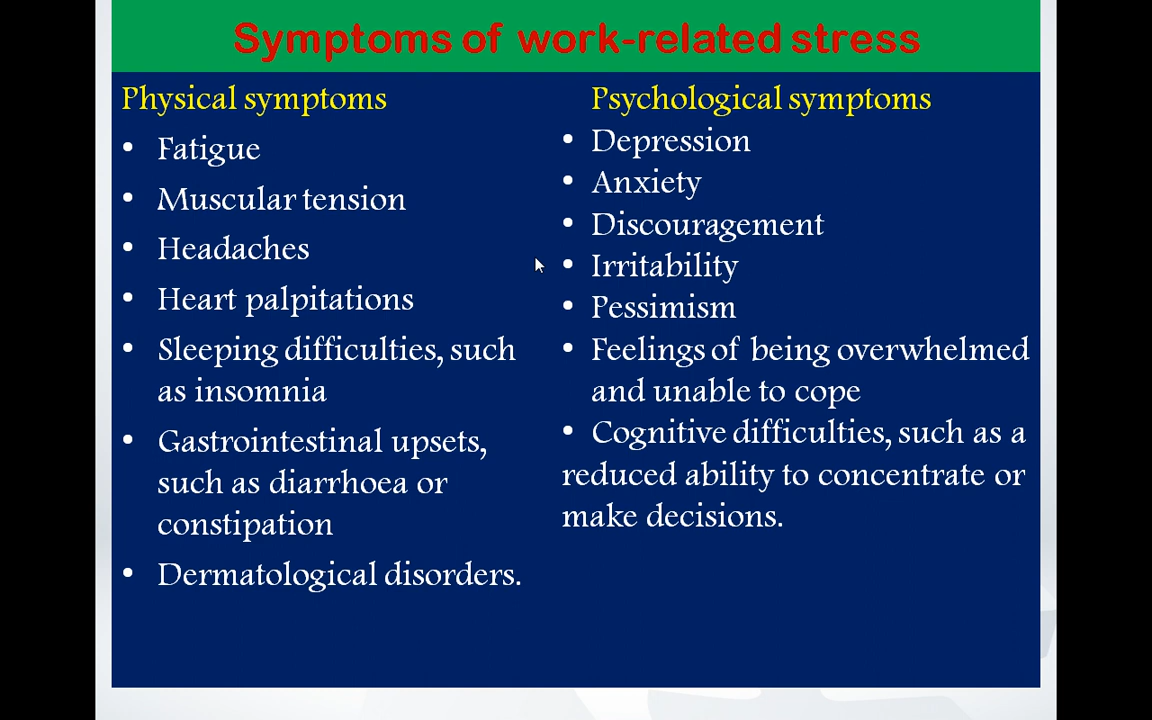 Symptoms of work-related stress
Physical symptoms
• Fatigue
• Muscular tension
• Headaches
• Heart palpitations
• Sleeping difficulties, such
as insomnia
• Gastrointestinal upsets,
such as diarrhoea or
constipation
• Dermatological disorders.
Psychological symptoms
• Depression
• Anxiety
• Discouragement
• Irritability
• Pessimism
• Feelings of being overwhelmed
and unable to cope
• Cognitive difficulties, such as a
reduced ability to concentrate or
make decisions.